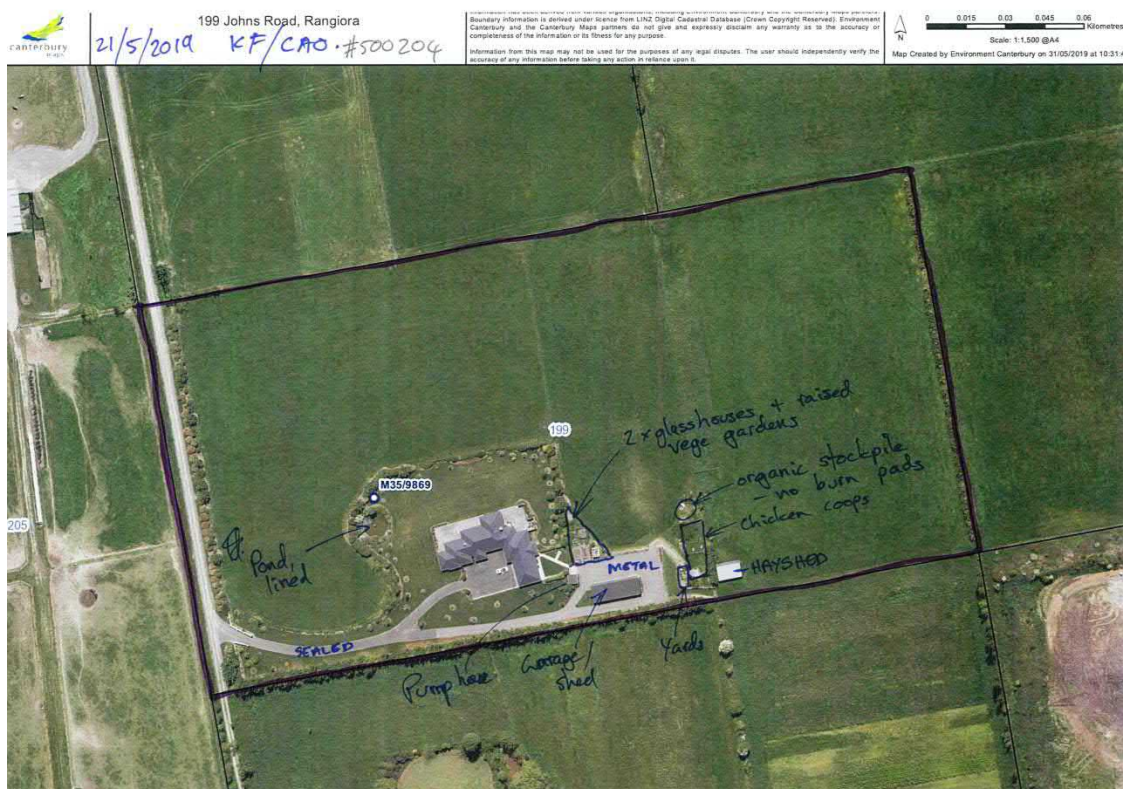 canterbury
maps
199 Johns Road, Rangiora
21/5/2019 KF/CAO. #500204
Boundary information is derived under licence from LINZ Digital Cadastral Database (Crown Copyright Reserved). Environment
Canterbury and the Canterbury Maps partners do not give and expressly disclaim any warranty as to the accuracy or
completeness of the information or its fitness for any purpose.
Information from this map may not be used for the purposes of any legal disputes. The user should independently verify the
accuracy of any information before taking any action in reliance upon it.
N
0 0.015 0.03 0.045 0.06
Kilometres
Scale: 1:1,500 @A4
Map Created by Environment Canterbury on 31/05/2019 at 10:31:4
2 x glasshouses + raised
vege gardens
199
organic stockpile
- no burn pads
chicken coops
M35/9869
205
Pond,
lined
METAL
HAYSHED
SEALED
Yards
Pump house
Garage/
shed